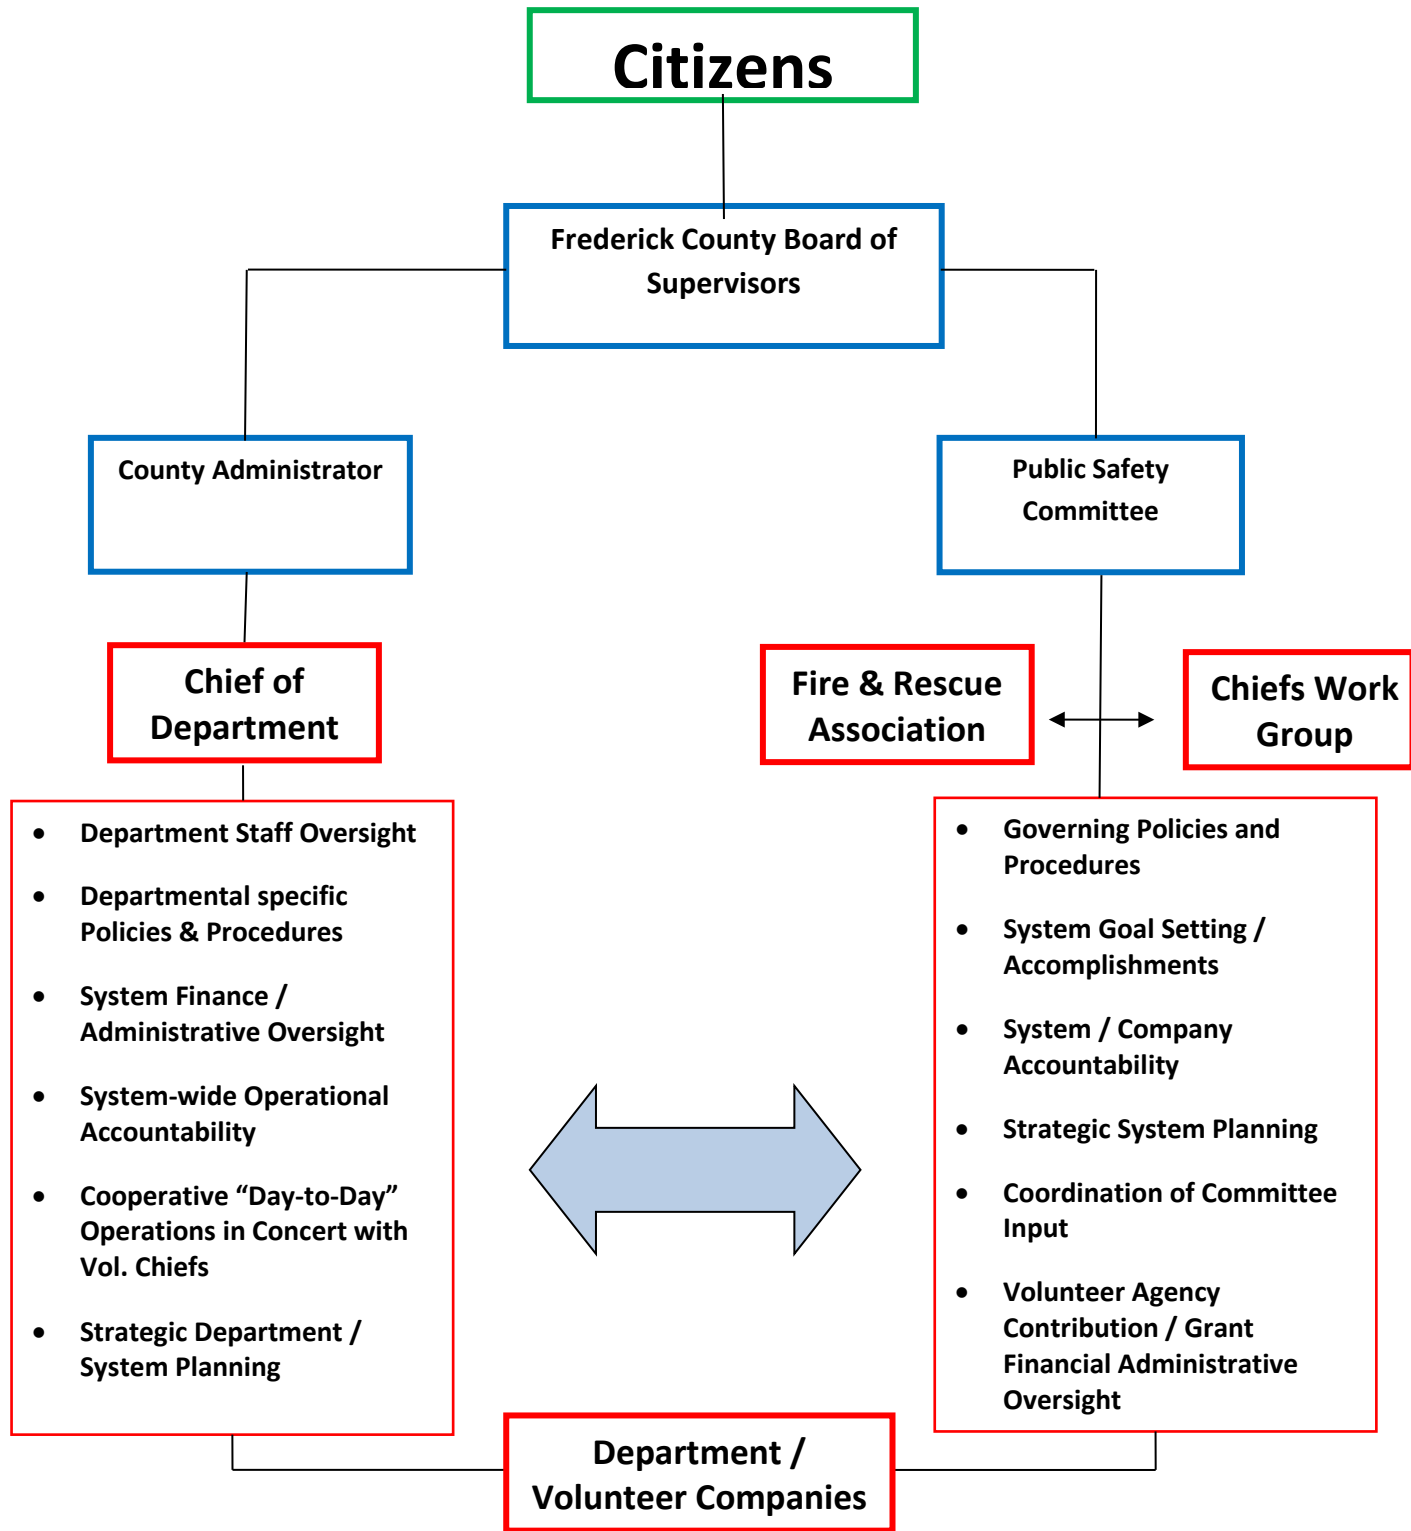 Citizens
Frederick County Board of
Supervisors
County Administrator
Public Safety
Committee
Chief of
Department
Fire & Rescue
Association
Chiefs Work
Group
• Department Staff Oversight
• Departmental specific
Policies & Procedures
• System Finance /
Administrative Oversight
• System-wide Operational
Accountability
• Cooperative “Day-to-Day”
Operations in Concert with
Vol. Chiefs
• Strategic Department /
System Planning
• Governing Policies and
Procedures
• System Goal Setting /
Accomplishments
• System / Company
Accountability
• Strategic System Planning
• Coordination of Committee
Input
• Volunteer Agency
Contribution / Grant
Financial Administrative
Oversight
Department /
Volunteer Companies